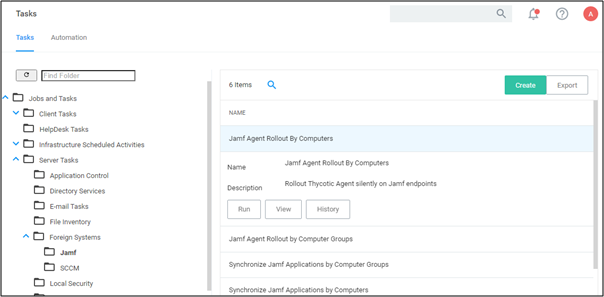 Tasks
A
Tasks Automation
Find Folder
Jobs and Tasks
Client Tasks
HelpDesk Tasks
Infrastructure Scheduled Activities
Server Tasks
Application Control
Directory Services
E-mail Tasks
File Inventory
Foreign Systems
Jamf
SCCM
Local Security
6 Items
Create Export
NAME
Jamf Agent Rollout By Computers
Name Jamf Agent Rollout By Computers
Description Rollout Thycotic Agent silently on Jamf endpoints
Run View History
Jamf Agent Rollout by Computer Groups
Synchronize Jamf Applications by Computer Groups
Synchronize Jamf Applications by Computers